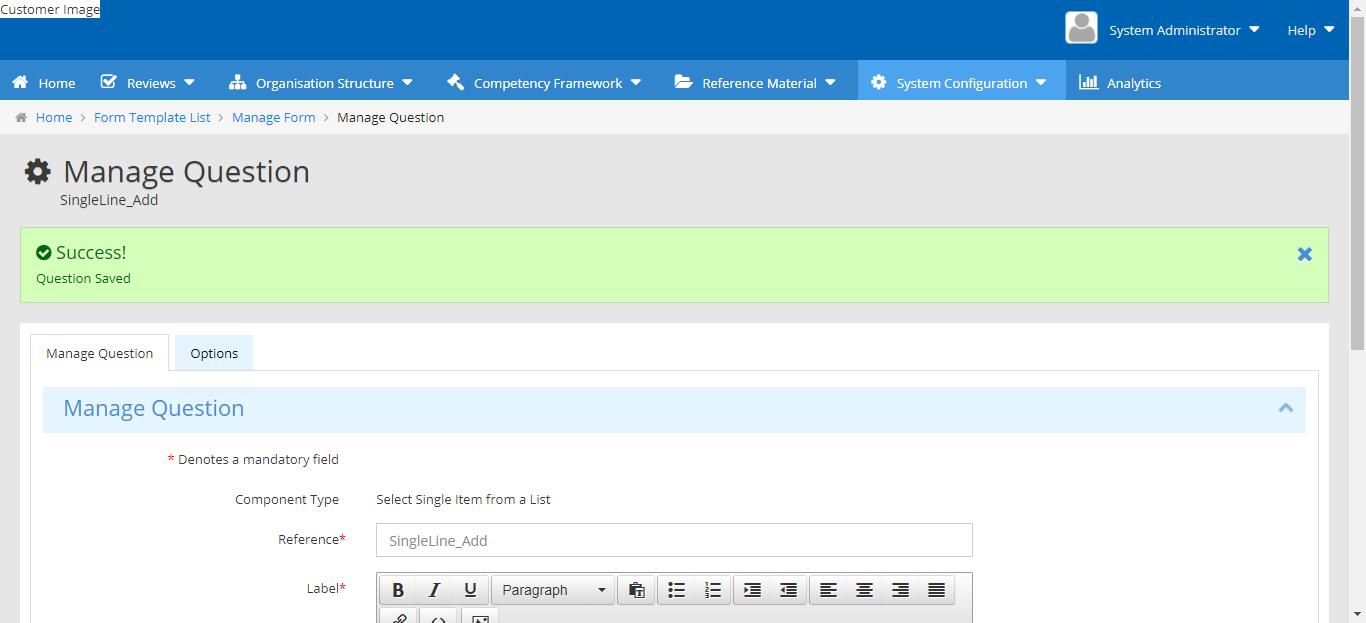 Customer Image
System Administrator Help
Home Reviews Organisation Structure Competency Framework Reference Material System Configuration Analytics
Home > Form Template List > Manage Form > Manage Question
Manage Question
SingleLine_Add
Success!
Question Saved
Manage Question Options
Manage Question
* Denotes a mandatory field
Component Type Select Single Item from a List
Reference* SingleLine_Add
Label* B I U Paragraph